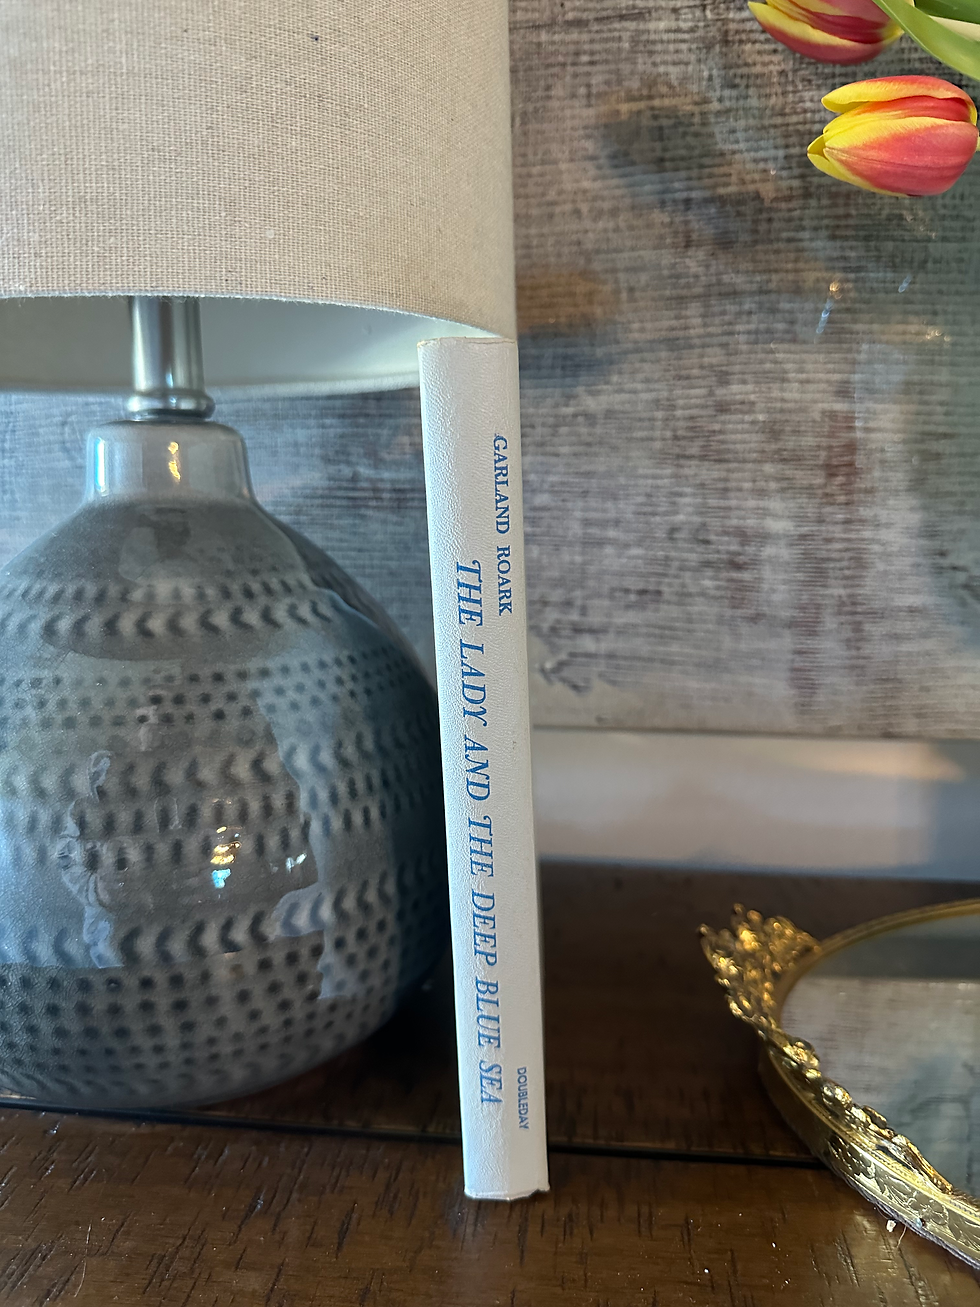 GARLAND ROARK
THE LADY AND THE DEEP BLUE SEA
DOUBLEDAY